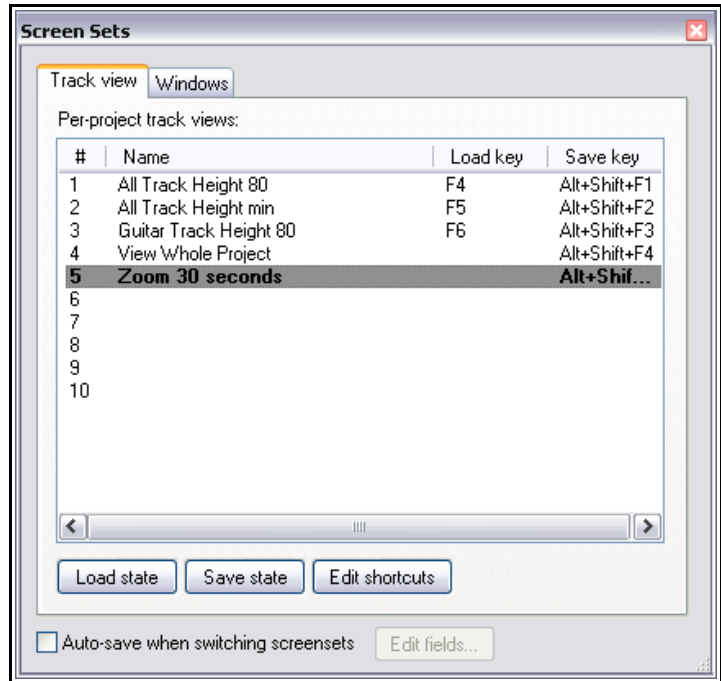 Screen Sets
Track view Windows
Per-project track views:
# Name Load key Save key
1 All Track Height 80 F4 Alt+Shift+F1
2 All Track Height min F5 Alt+Shift+F2
3 Guitar Track Height 80 F6 Alt+Shift+F3
4 View Whole Project Alt+Shift+F4
5 Zoom 30 seconds Alt+Shif...
6
7
8
9
10
Load state Save state Edit shortcuts
Auto-save when switching screensets Edit fields...